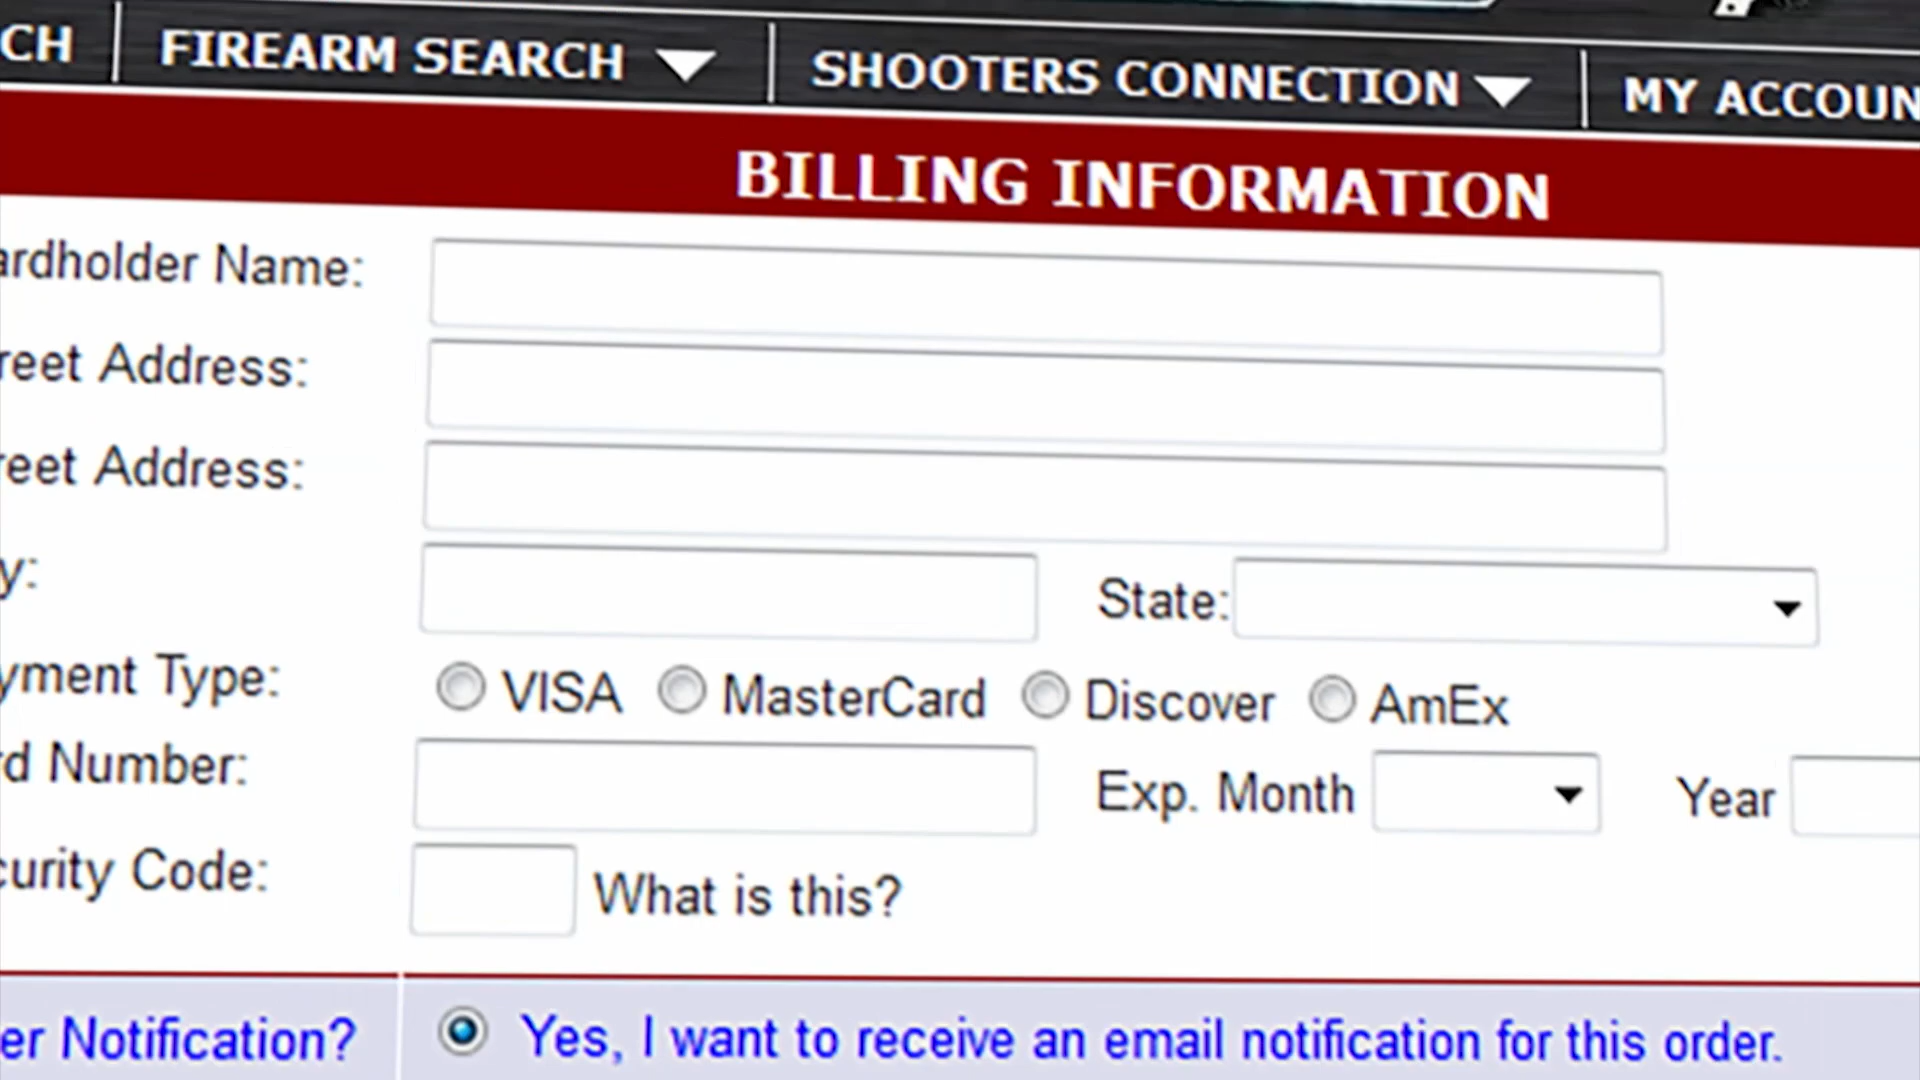 CH FIREARM SEARCH SHOOTERS CONNECTION MY ACCOUN
BILLING INFORMATION
ardholder Name:
reet Address:
reet Address:
y: State:
yment Type: VISA MasterCard Discover AmEx
rd Number: Exp. Month Year
curity Code: What is this?
er Notification? Yes, I want to receive an email notification for this order.